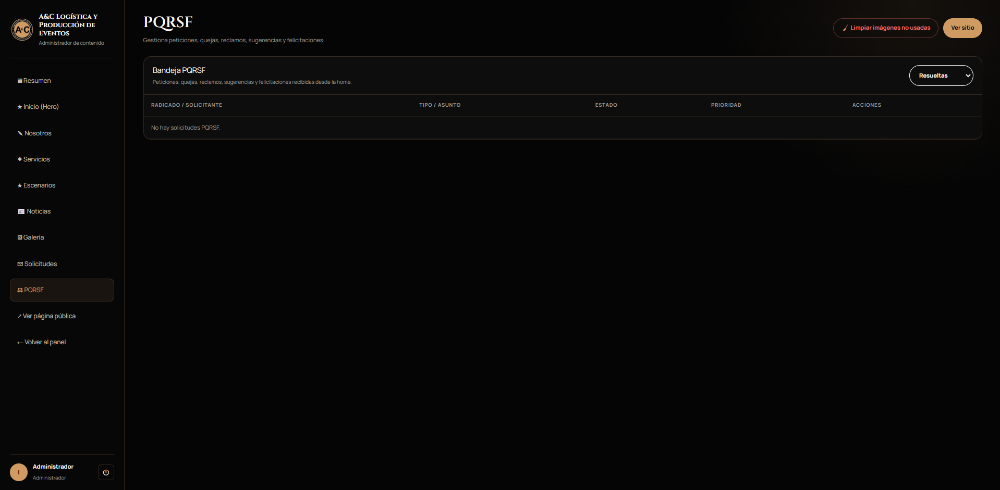 A&C
A&C Logística y
Producción de
Eventos
Administrador de contenido
Resumen
Inicio (Hero)
Nosotros
Servicios
Escenarios
Noticias
Galería
Solicitudes
PQRSF
Ver página pública
Volver al panel
Administrador
Administrador
I
PQRSF
Gestiona peticiones, quejas, reclamos, sugerencias y felicitaciones.
Limpiar imágenes no usadas
Ver sitio
Bandeja PQRSF
Peticiones, quejas, reclamos, sugerencias y felicitaciones recibidas desde la home.
Resueltas
RADICADO / SOLICITANTE TIPO / ASUNTO ESTADO PRIORIDAD ACCIONES
No hay solicitudes PQRSF.